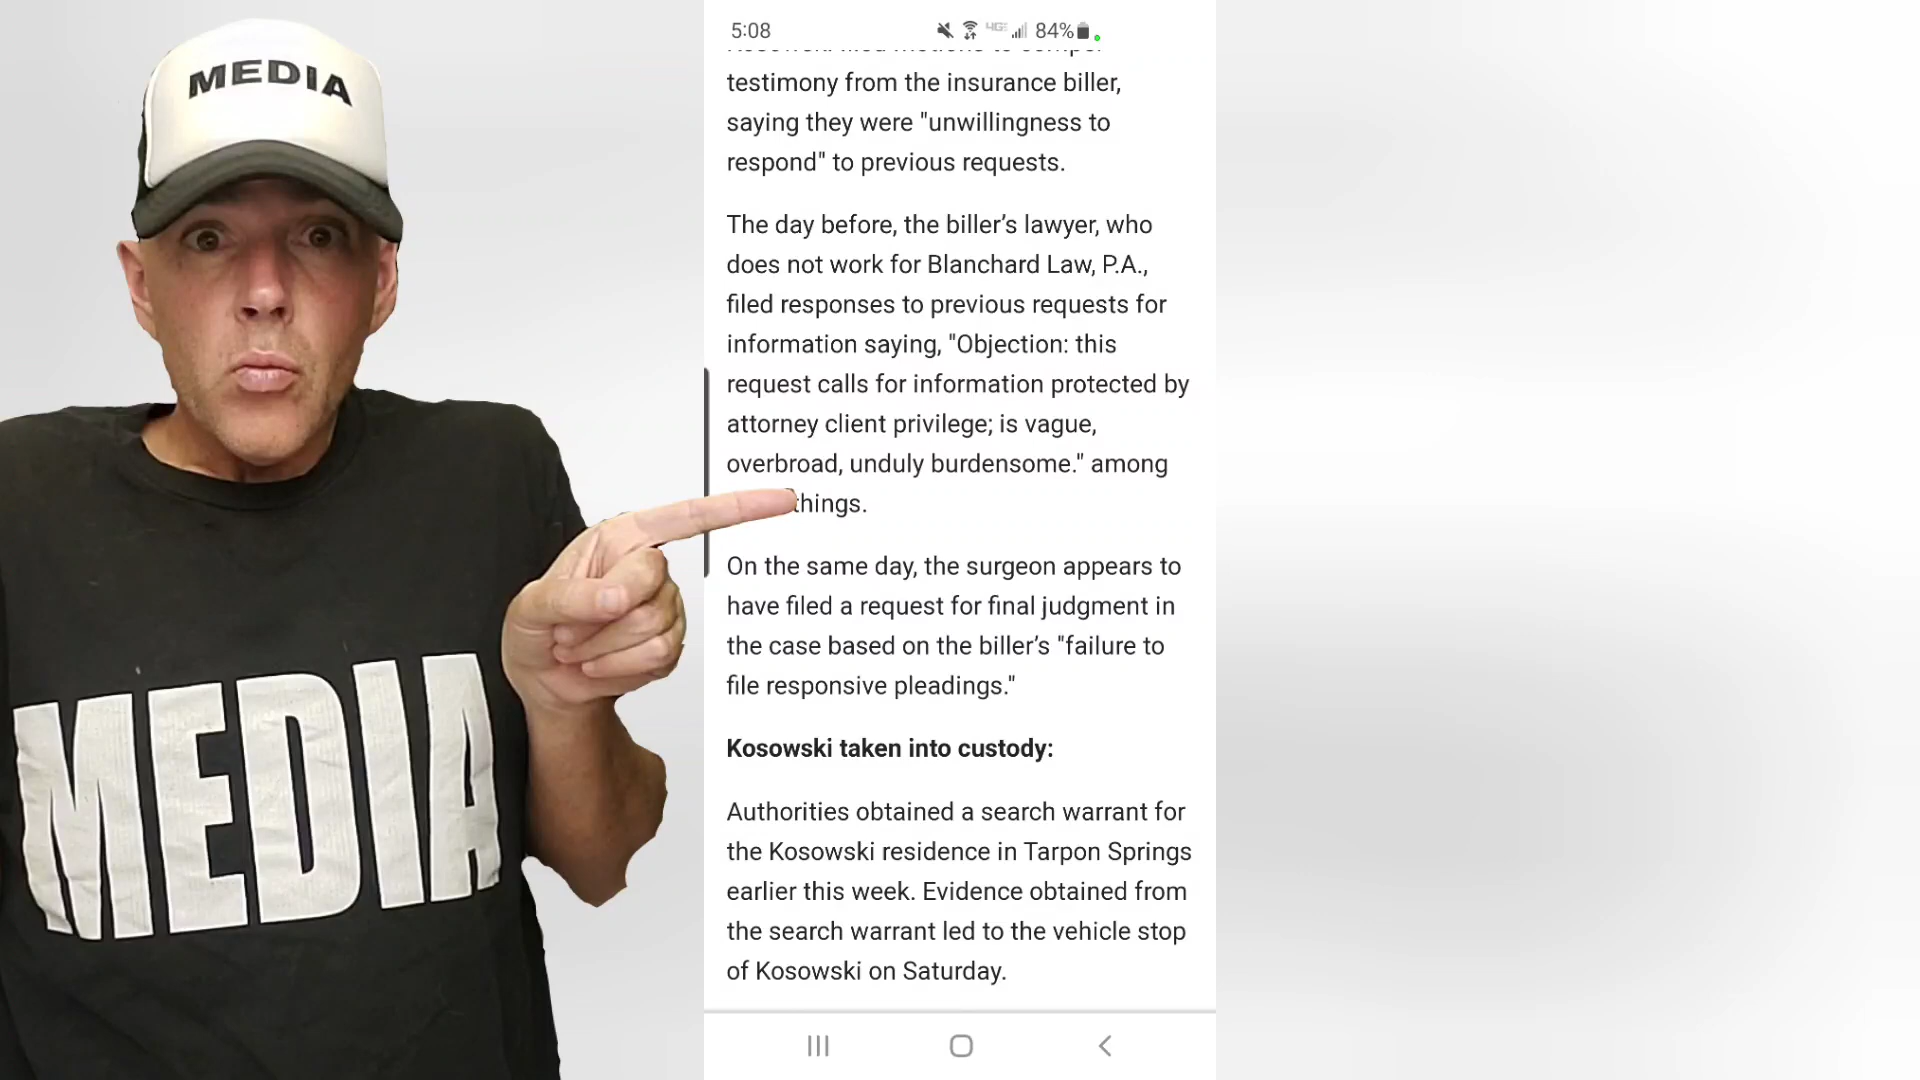 MEDIA
MEDIA
5:08
4G
84%
testimony from the insurance biller,
saying they were "unwillingness to
respond" to previous requests.
The day before, the biller’s lawyer, who
does not work for Blanchard Law, P.A.,
filed responses to previous requests for
information saying, "Objection: this
request calls for information protected by
attorney client privilege; is vague,
overbroad, unduly burdensome." among
things.
On the same day, the surgeon appears to
have filed a request for final judgment in
the case based on the biller’s "failure to
file responsive pleadings."
Kosowski taken into custody:
Authorities obtained a search warrant for
the Kosowski residence in Tarpon Springs
earlier this week. Evidence obtained from
the search warrant led to the vehicle stop
of Kosowski on Saturday.